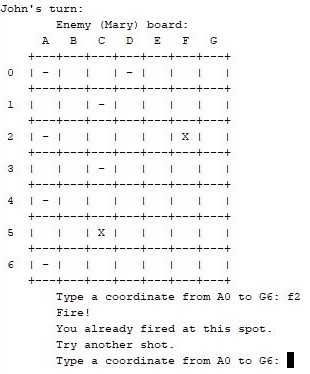 John's turn:
        Enemy (Mary) board:
      A   B   C   D   E   F   G
    +---+---+---+---+---+---+---+
0   | - |   |   | - |   |   |   |
    +---+---+---+---+---+---+---+
1   |   |   | - |   |   |   |   |
    +---+---+---+---+---+---+---+
2   | - |   |   |   |   | X |   |
    +---+---+---+---+---+---+---+
3   |   |   | - |   |   |   |   |
    +---+---+---+---+---+---+---+
4   | - |   |   |   |   |   |   |
    +---+---+---+---+---+---+---+
5   |   |   | X |   |   |   |   |
    +---+---+---+---+---+---+---+
6   | - |   |   |   |   |   |   |
    +---+---+---+---+---+---+---+
        Type a coordinate from A0 to G6: f2
        Fire!
        You already fired at this spot.
        Try another shot.
        Type a coordinate from A0 to G6: